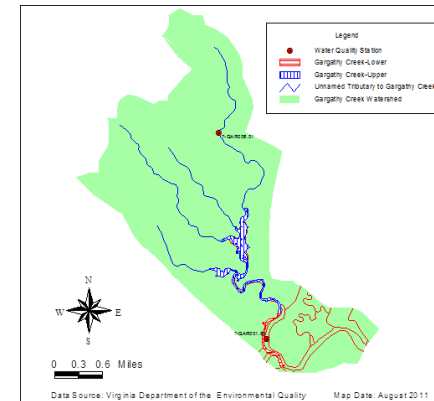 Legend
Water Quality Station
Gargathy Creek-Lower
Gargathy Creek-Upper
Unnamed Tributary to Gargathy Creek
Gargathy Creek Watershed
N
W E
S
0 0.3 0.6 Miles
Data Source: Virginia Department of the Environmental Quality Map Date: August 2011